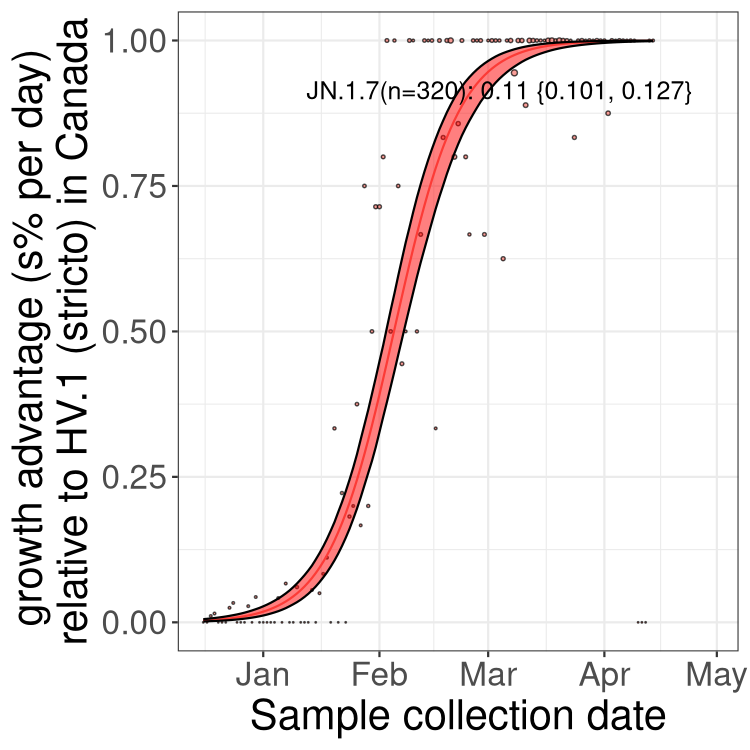 growth advantage (s% per day)
relative to HV.1 (stricto) in Canada
1.00
0.75
0.50
0.25
0.00
JN.1.7(n=320): 0.11 {0.101, 0.127}
Jan Feb Mar Apr May
Sample collection date